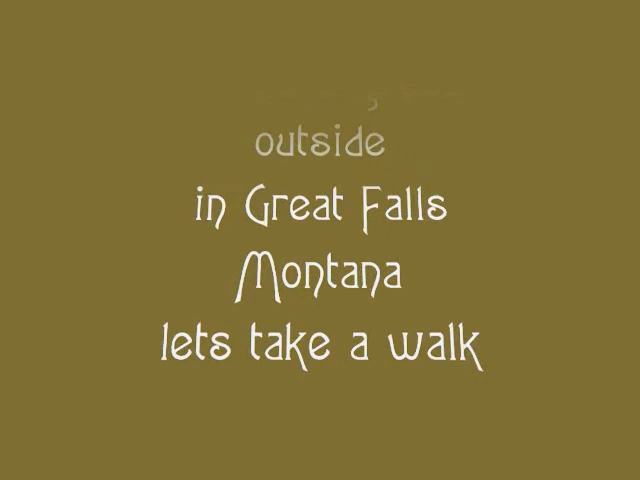 outside
in Great Falls
Montana
lets take a walk